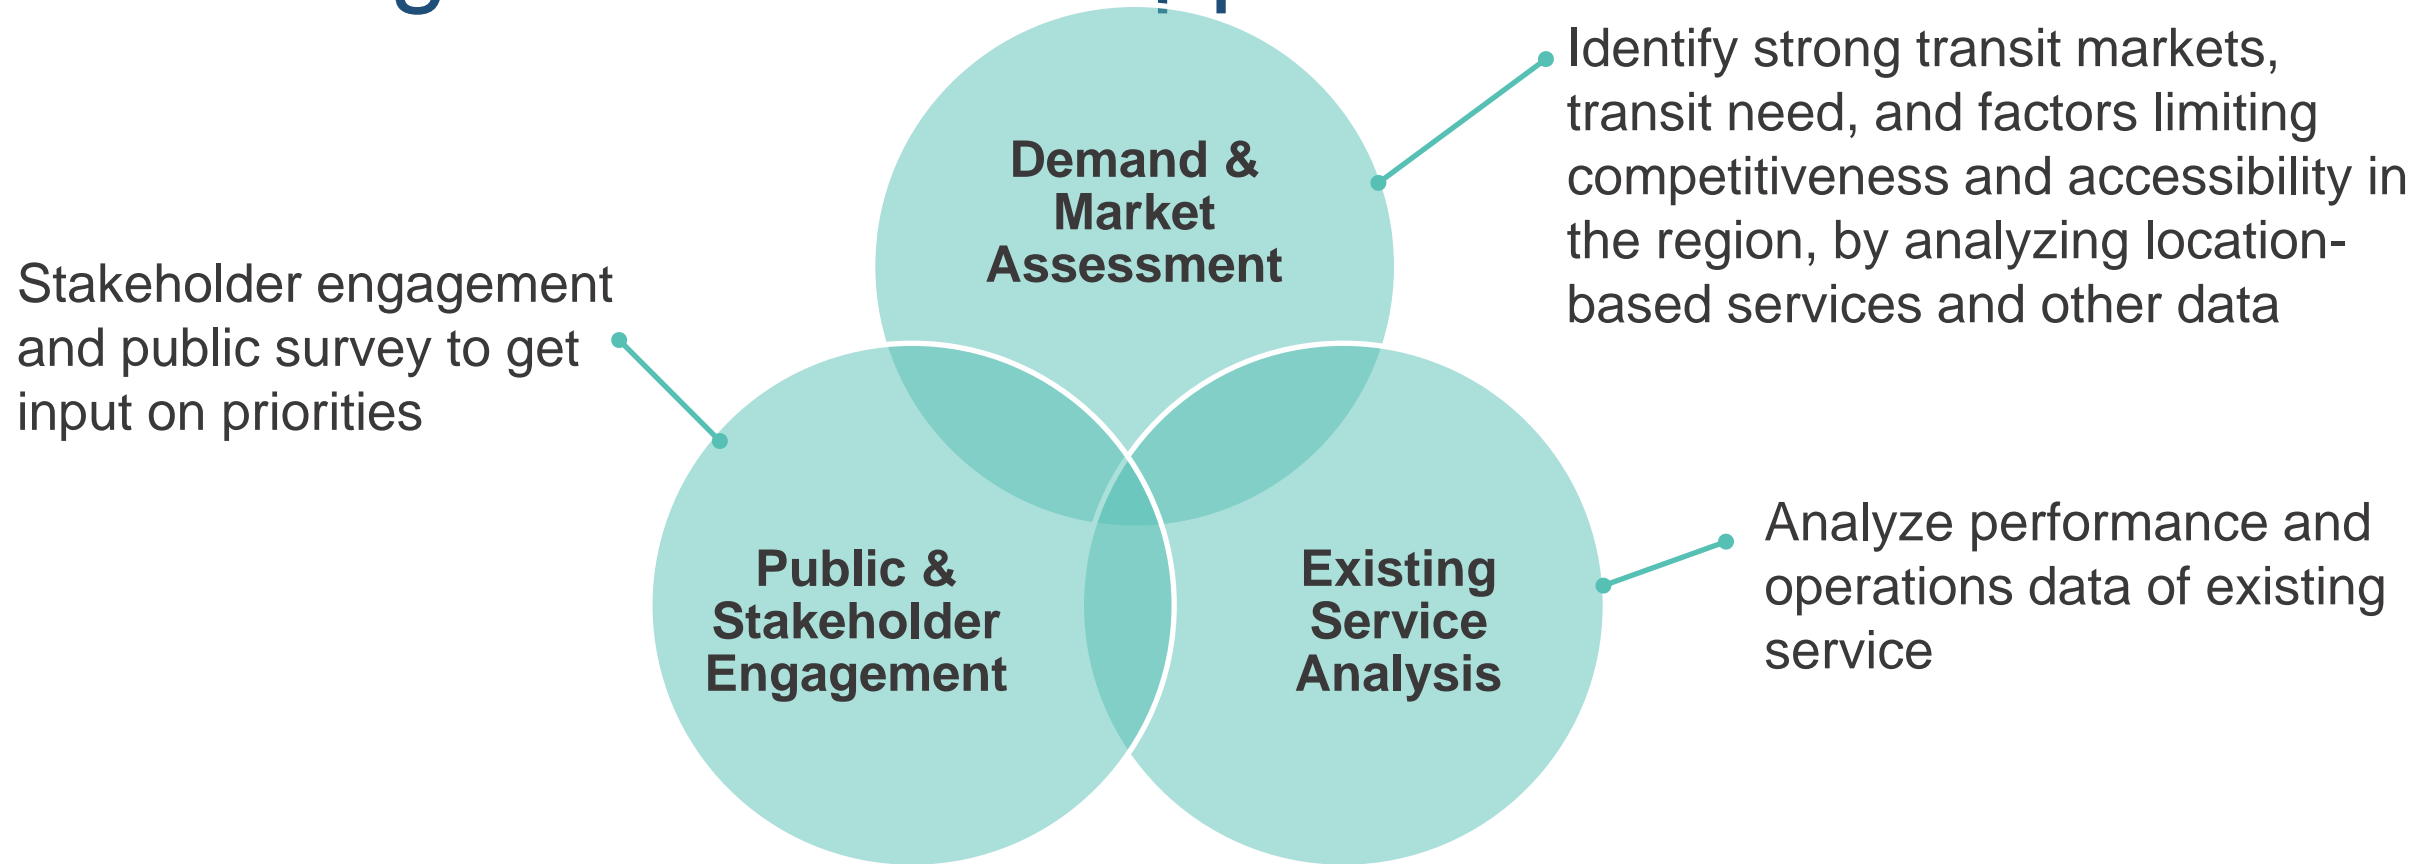 Demand &
Market
Assessment
Identify strong transit markets,
transit need, and factors limiting
competitiveness and accessibility in
the region, by analyzing location-
based services and other data
Stakeholder engagement
and public survey to get
input on priorities
Public &
Stakeholder
Engagement
Existing
Service
Analysis
Analyze performance and
operations data of existing
service